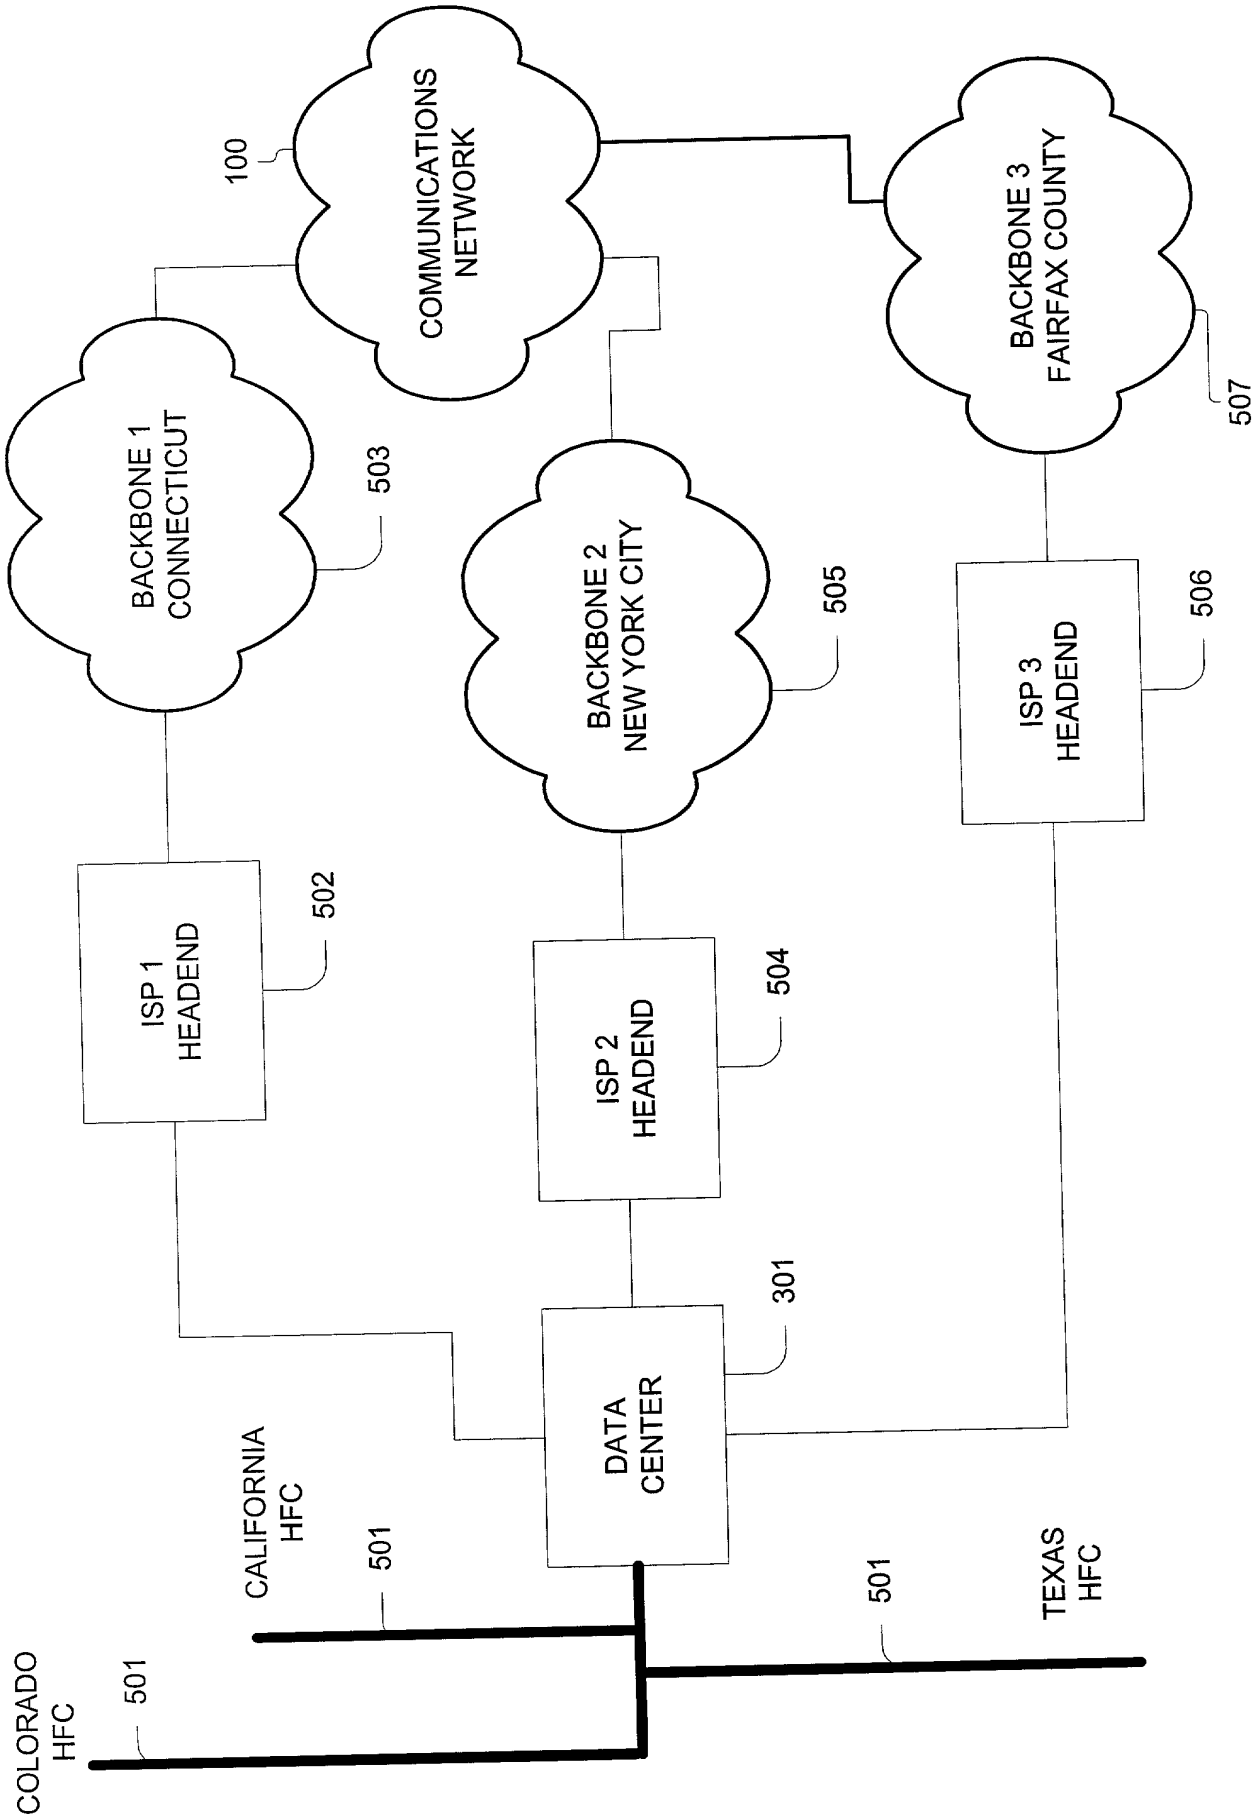 COLORADO
HFC
501
CALIFORNIA
HFC
501
TEXAS
HFC
501
DATA
CENTER
301
ISP 1
HEADEND
502
ISP 2
HEADEND
504
ISP 3
HEADEND
506
BACKBONE 1
CONNECTICUT
503
BACKBONE 2
NEW YORK CITY
505
BACKBONE 3
FAIRFAX COUNTY
507
COMMUNICATIONS
NETWORK
100